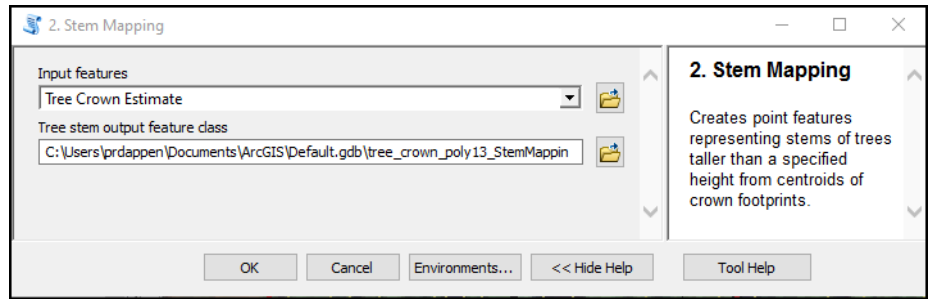 2. Stem Mapping
Input features
Tree Crown Estimate
Tree stem output feature class
C:\Users\prdappen\Documents\ArcGIS\Default.gdb\tree_crown_poly13_StemMappin
OK
Cancel
Environments...
<< Hide Help
2. Stem Mapping
Creates point features
representing stems of trees
taller than a specified
height from centroids of
crown footprints.
Tool Help